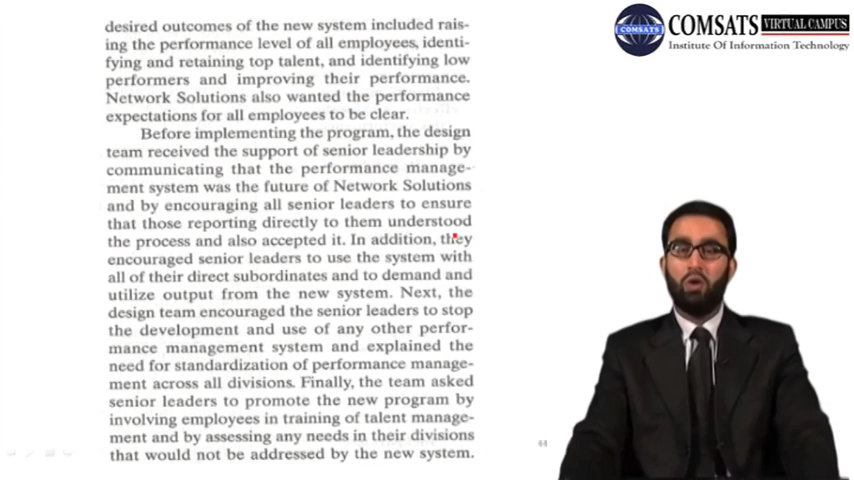 desired outcomes of the new system included rais-
ing the performance level of all employees, identi-
fying and retaining top talent, and identifying low
performers and improving their performance.
Network Solutions also wanted the performance
expectations for all employees to be clear.
Before implementing the program, the design
team received the support of senior leadership by
communicating that the performance manage-
ment system was the future of Network Solutions
and by encouraging all senior leaders to ensure
that those reporting directly to them understood
the process and also accepted it. In addition, they
encouraged senior leaders to use the system with
all of their direct subordinates and to demand and
utilize output from the new system. Next, the
design team encouraged the senior leaders to stop
the development and use of any other perfor-
mance management system and explained the
need for standardization of performance manage-
ment across all divisions. Finally, the team asked
senior leaders to promote the new program by
involving employees in training of talent manage-
ment and by assessing any needs in their divisions
that would not be addressed by the new system.
COMSATS
COMSATS VIRTUAL CAMPUS
Institute Of Information Technology